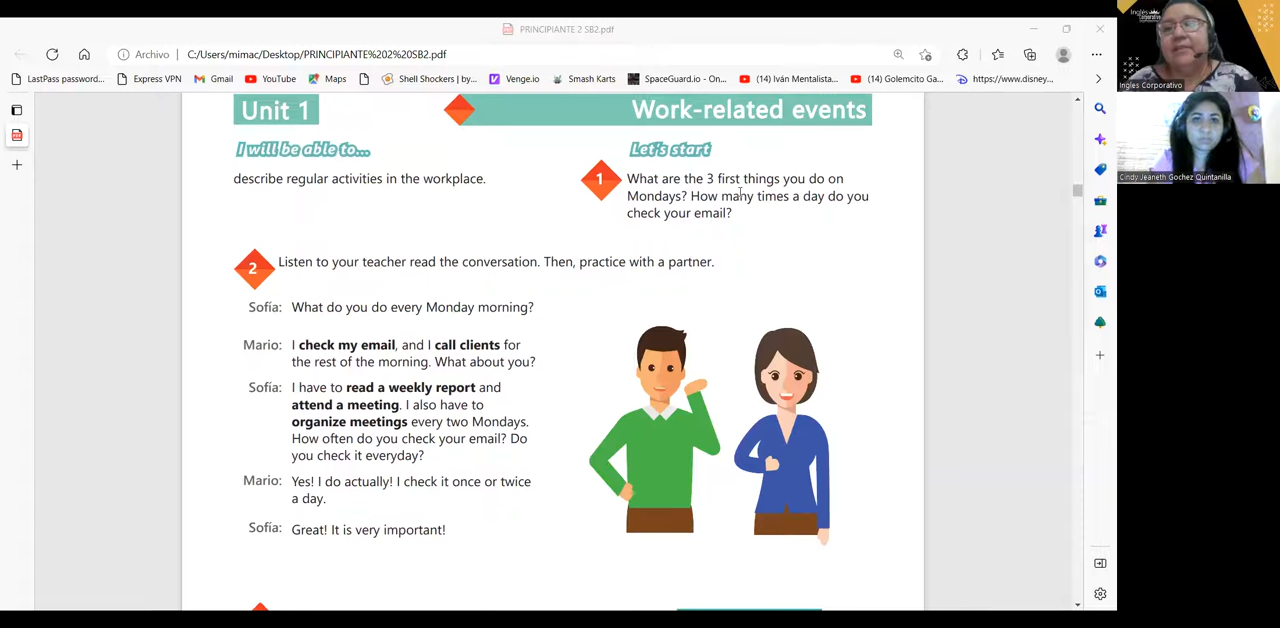 PRINCIPIANTE 2 SB2.pdf
Archivo
C:/Users/mimac/Desktop/PRINCIPIANTE%202%20SB2.pdf
LastPass password...
Express VPN
Gmail
YouTube
Maps
Shell Shockers | by...
Venge.io
Smash Karts
SpaceGuard.io - On...
(14) Iván Mentalista...
(14) Golemcito Ga...
https://www.disney...
Unit 1
Work-related events
I will be able to...
describe regular activities in the workplace.
Let's start
1
What are the 3 first things you do on
Mondays? How many times a day do you
check your email?
2
Listen to your teacher read the conversation. Then, practice with a partner.
Sofía: What do you do every Monday morning?
Mario: I check my email, and I call clients for
the rest of the morning. What about you?
Sofía: I have to read a weekly report and
attend a meeting. I also have to
organize meetings every two Mondays.
How often do you check your email? Do
you check it everyday?
Mario: Yes! I do actually! I check it once or twice
a day.
Sofía: Great! It is very important!
Inglés
Corporativo
Ingles Corporativo
Cindy Jeaneth Gochez Quintanilla